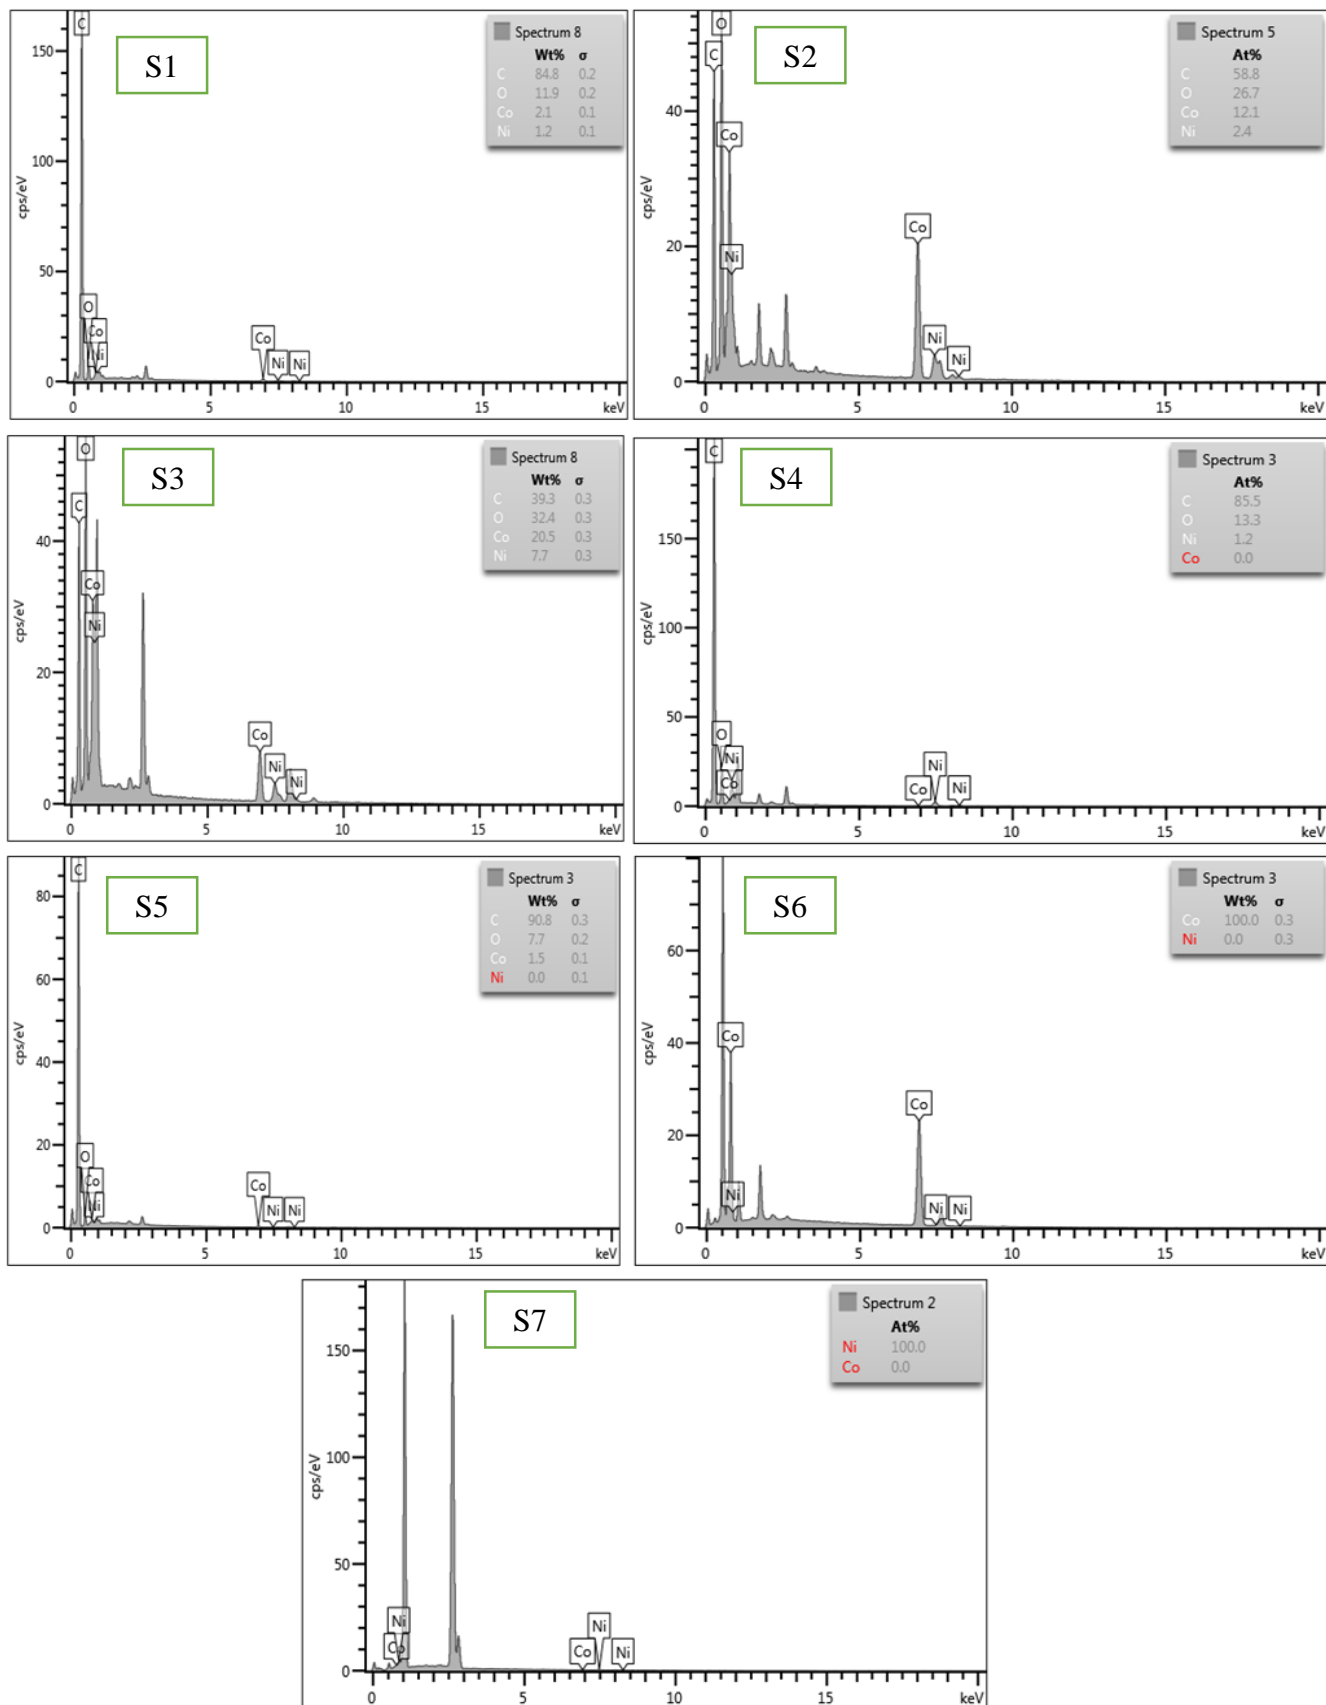 S1
Spectrum 8
Wt% σ
C 84.8 0.2
O 11.9 0.2
Co 2.1 0.1
Ni 1.2 0.1
cps/eV
150
100
50
0
C
O
Co
Ni
Co
Ni
Ni
0 5 10 15 keV
S2
Spectrum 5
At%
C 58.8
O 26.7
Co 12.1
Ni 2.4
cps/eV
40
20
0
O
C
Co
Ni
Co
Ni
Ni
0 5 10 15 keV
S3
Spectrum 8
Wt% σ
C 39.3 0.3
O 32.4 0.3
Co 20.5 0.3
Ni 7.7 0.3
cps/eV
40
20
0
O
C
Co
Ni
Co
Ni
Ni
0 5 10 15 keV
S4
Spectrum 3
At%
C 85.5
O 13.3
Ni 1.2
Co 0.0
cps/eV
150
100
50
0
C
O
Ni
Co
Co
Ni
Ni
0 5 10 15 keV
S5
Spectrum 3
Wt% σ
C 90.8 0.3
O 7.7 0.2
Co 1.5 0.1
Ni 0.0 0.1
cps/eV
80
60
40
20
0
C
O
Co
Ni
Co
Ni
Ni
0 5 10 15 keV
S6
Spectrum 3
Wt% σ
Co 100.0 0.3
Ni 0.0 0.3
cps/eV
60
40
20
0
Co
Ni
Co
Ni
Ni
0 5 10 15 keV
S7
Spectrum 2
At%
Ni 100.0
Co 0.0
cps/eV
150
100
50
0
Ni
Co
Co
Ni
Ni
0 5 10 15 keV